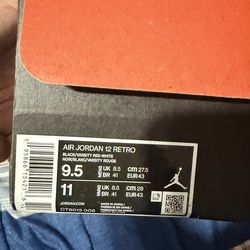 AIR JORDAN 12 RETRO
BLACK/VARSITY RED-WHITE
NOIR/BLANC/VARSITY ROUGE
9.5 UK 8.5 CM 27.5
BR 41 EUR 43
11 UK 8.5 CM 28
BR 41 EUR 43
JORDAN.COM
CT8013 006